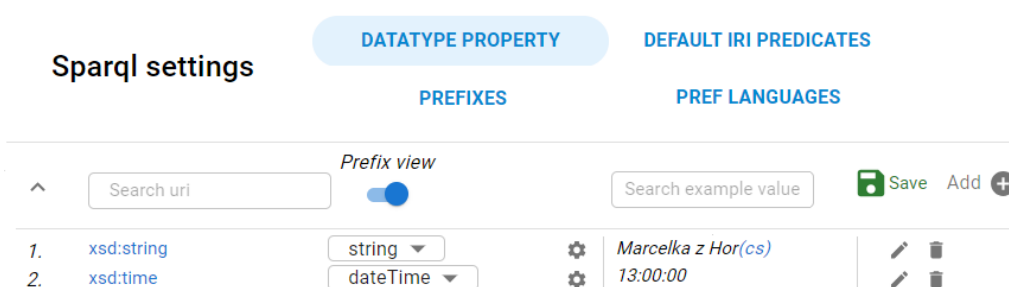 Sparql settings
DATATYPE PROPERTY
DEFAULT IRI PREDICATES
PREFIXES
PREF LANGUAGES
Search uri
Prefix view
Search example value
Save
Add
1. xsd:string string Marcelka z Hor(cs)
2. xsd:time dateTime 13:00:00